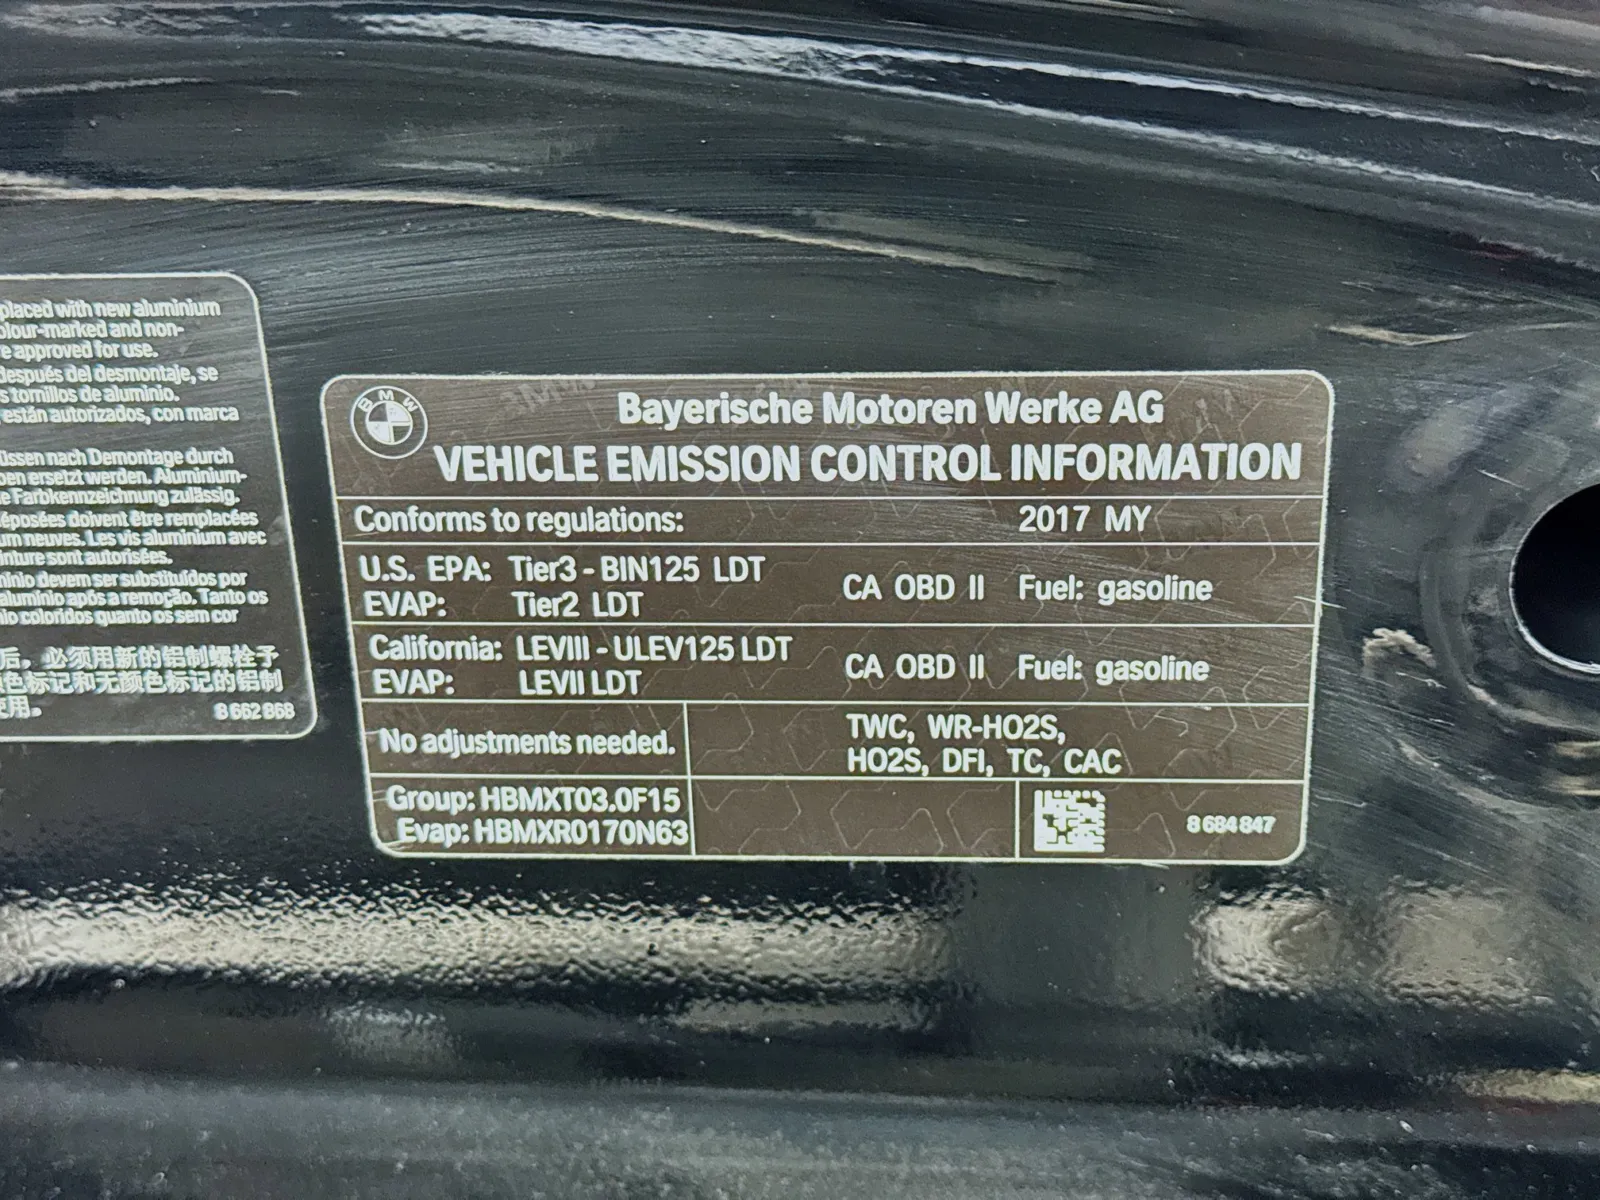 placed with new aluminium
olour-marked and non-
e approved for use.
después del desmontaje, se
s tornillos de aluminio.
, están autorizados, con marca
üssen nach Demontage durch
ben ersetzt werden. Aluminium-
e Farbkennzeichnung zulässig.
déposées doivent être remplacées
um neuves. Les vis aluminium avec
inture sont autorisées.
ínio devem ser substituídos por
alumínio após a remoção. Tanto os
nio coloridos quanto os sem cor
后，必须用新的铝制螺栓予
色标记和无颜色标记的铝制
使用。
8 662 868
BMW
Bayerische Motoren Werke AG
VEHICLE EMISSION CONTROL INFORMATION
Conforms to regulations: 2017 MY
U.S. EPA: Tier3 - BIN125 LDT
EVAP: Tier2 LDT
CA OBD II Fuel: gasoline
California: LEVIII - ULEV125 LDT
EVAP: LEVII LDT
CA OBD II Fuel: gasoline
No adjustments needed.
TWC, WR-HO2S,
HO2S, DFI, TC, CAC
Group: HBMXT03.0F15
Evap: HBMXR0170N63
8 684 847